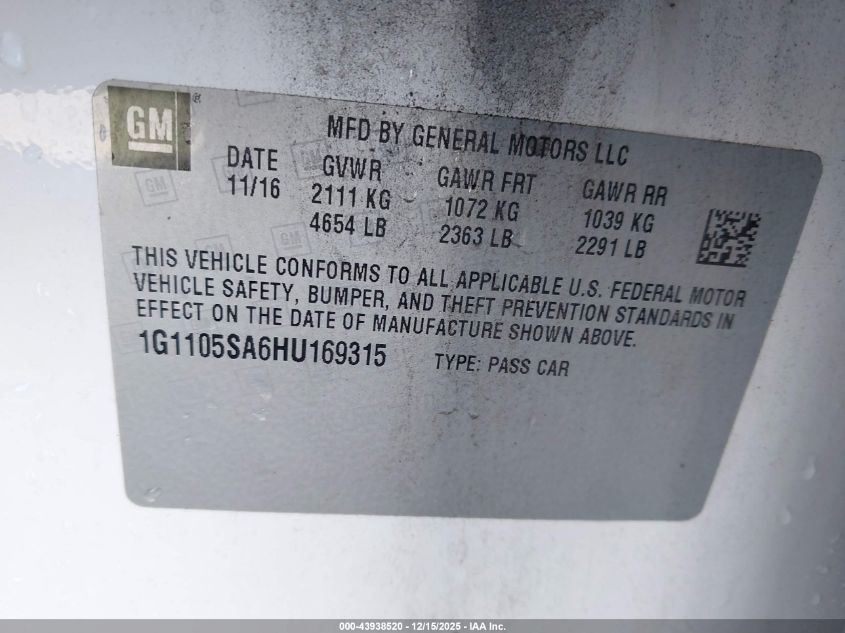 GM
MFD BY GENERAL MOTORS LLC
DATE GVWR GAWR FRT GAWR RR
11/16 2111 KG 1072 KG 1039 KG
4654 LB 2363 LB 2291 LB
THIS VEHICLE CONFORMS TO ALL APPLICABLE U.S. FEDERAL MOTOR
VEHICLE SAFETY, BUMPER, AND THEFT PREVENTION STANDARDS IN
EFFECT ON THE DATE OF MANUFACTURE SHOWN ABOVE.
1G1105SA6HU169315 TYPE: PASS CAR
000-43938520 - 12/15/2025 - IAA Inc.